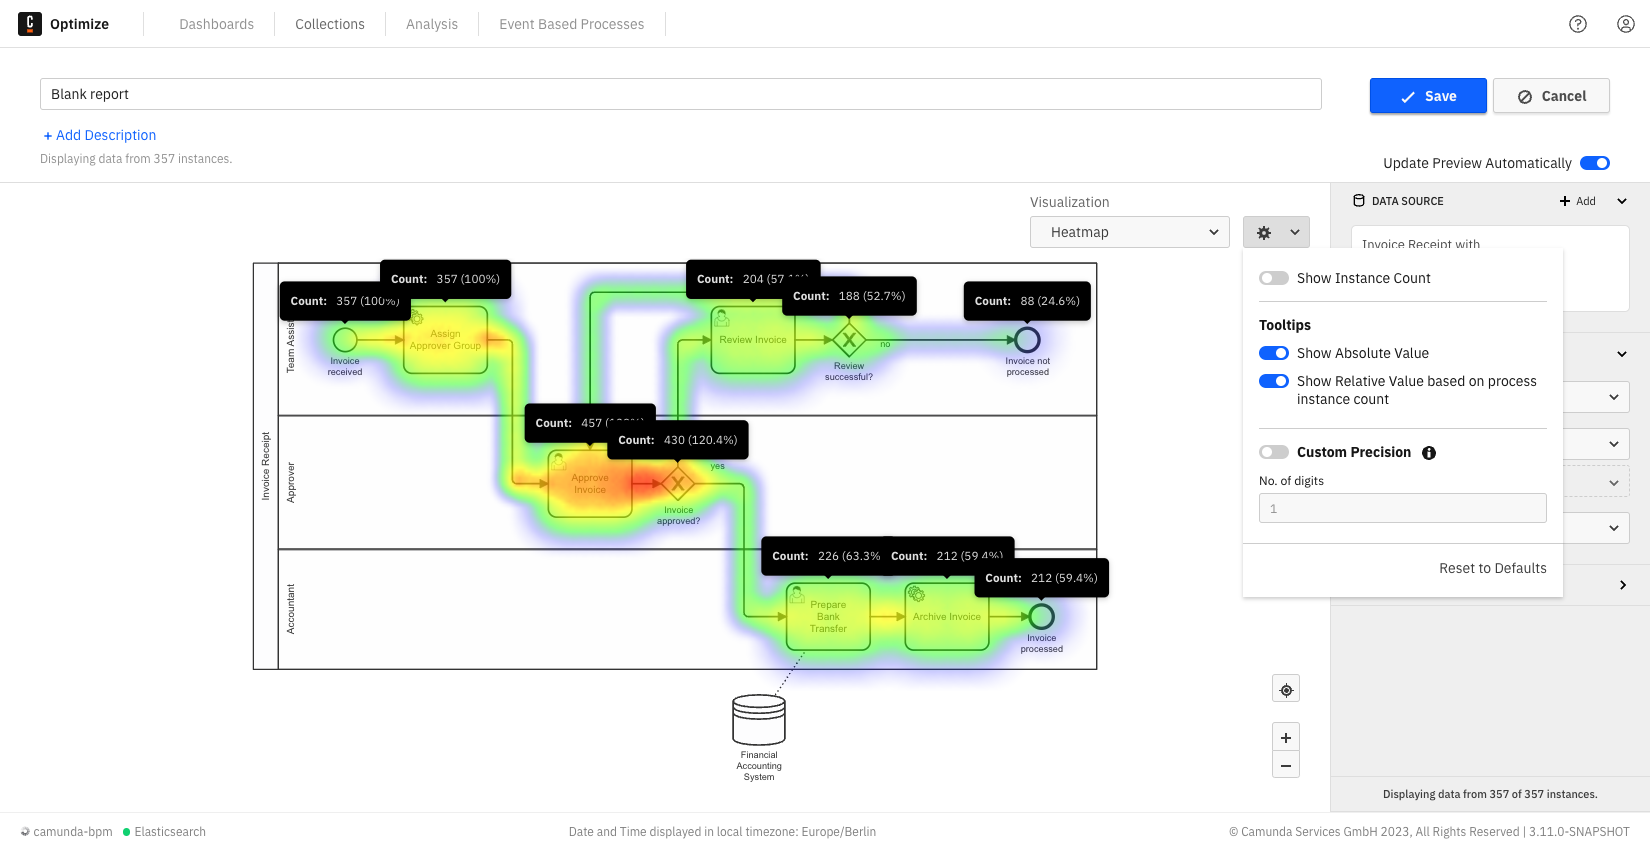 Optimize
Dashboards
Collections
Analysis
Event Based Processes
Blank report
Save
Cancel
+ Add Description
Displaying data from 357 instances.
Update Preview Automatically
Visualization
Heatmap
DATA SOURCE
+ Add
Invoice Receipt with
Show Instance Count
Tooltips
Show Absolute Value
Show Relative Value based on process
instance count
Custom Precision
No. of digits
1
Reset to Defaults
Displaying data from 357 of 357 instances.
Invoice Receipt
Team Assist
Approver
Accountant
Count: 357 (100%)
Count: 357 (100%)
Count: 204 (57.1%)
Count: 188 (52.7%)
Count: 88 (24.6%)
Invoice
received
Assign
Approver Group
Review Invoice
Review
successful?
no
Invoice not
processed
Count: 457
Count: 430 (120.4%)
Approve
Invoice
Invoice
approved?
yes
Count: 226 (63.3%
Count: 212 (59.4%)
Count: 212 (59.4%)
Prepare
Bank
Transfer
Archive Invoice
Invoice
processed
Financial
Accounting
System
camunda-bpm
Elasticsearch
Date and Time displayed in local timezone: Europe/Berlin
© Camunda Services GmbH 2023, All Rights Reserved | 3.11.0-SNAPSHOT